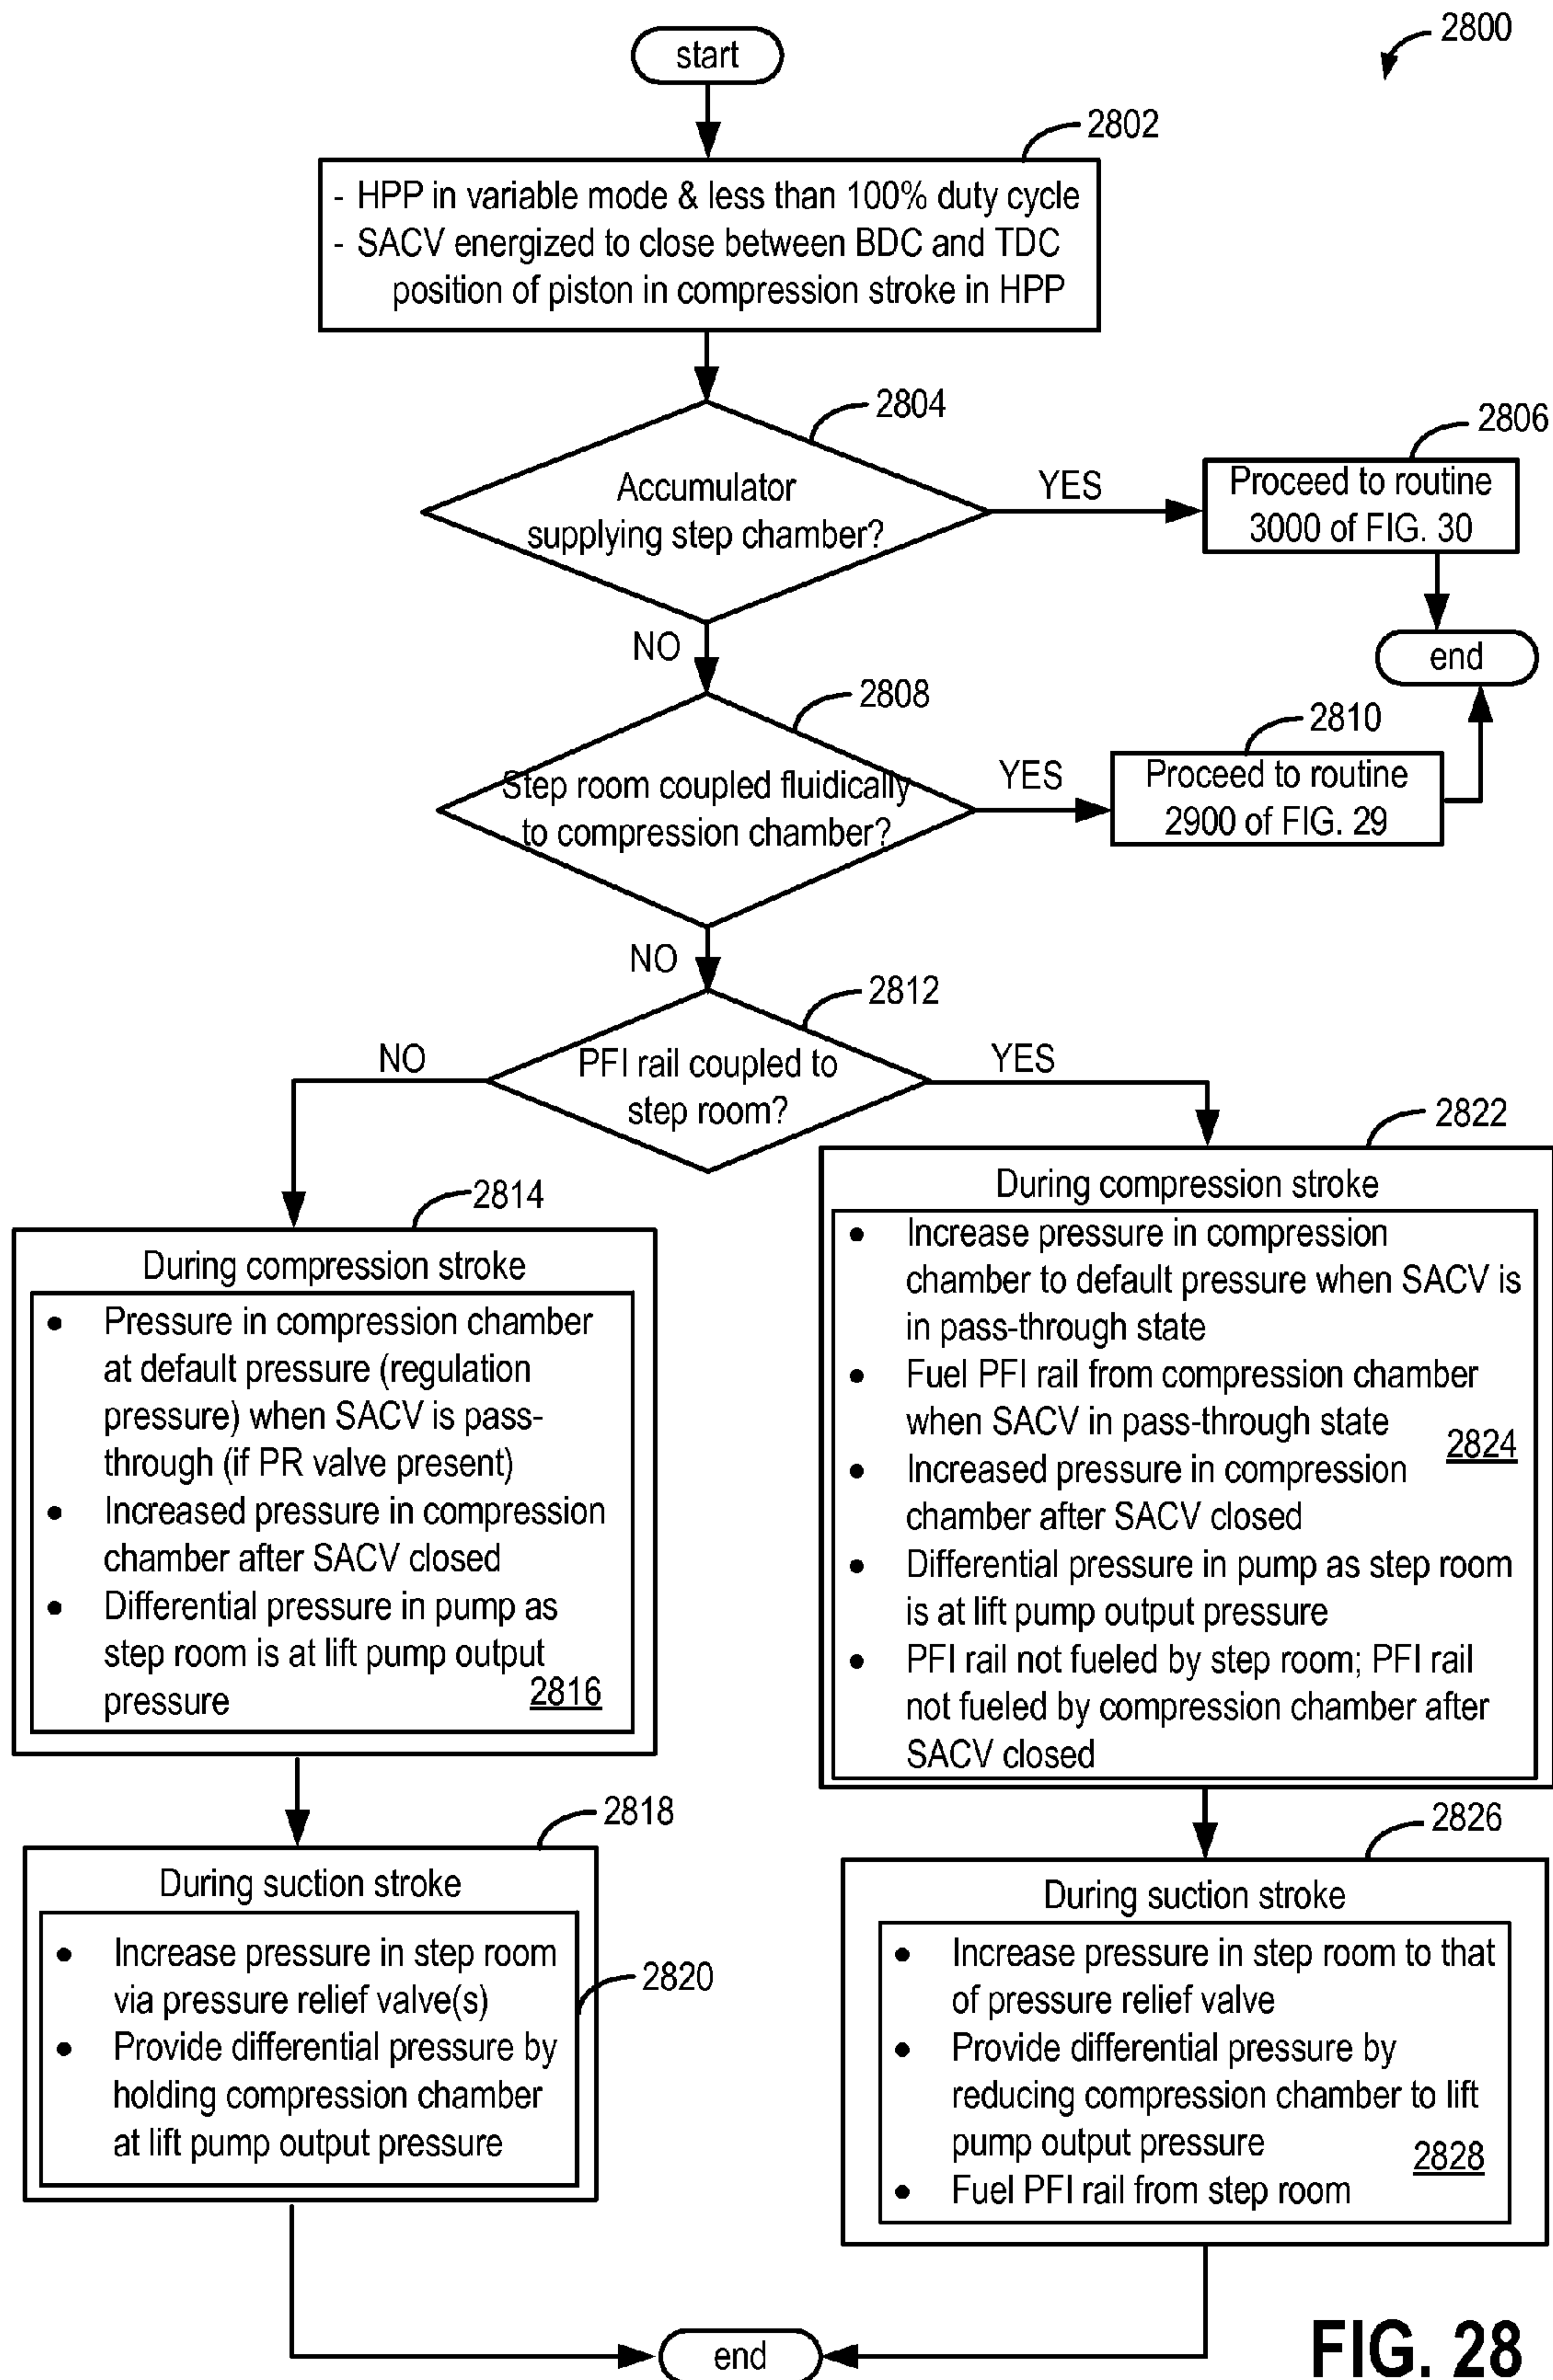 2800
start
2802
- HPP in variable mode & less than 100% duty cycle
- SACV energized to close between BDC and TDC
position of piston in compression stroke in HPP
2804
Accumulator
supplying step chamber?
YES
2806
Proceed to routine
3000 of FIG. 30
end
NO
2808
Step room coupled fluidically
to compression chamber?
YES
2810
Proceed to routine
2900 of FIG. 29
NO
2812
PFI rail coupled to
step room?
NO
YES
2814
During compression stroke
• Pressure in compression chamber
at default pressure (regulation
pressure) when SACV is pass-
through (if PR valve present)
• Increased pressure in compression
chamber after SACV closed
• Differential pressure in pump as
step room is at lift pump output
pressure
2816
2818
During suction stroke
• Increase pressure in step room
via pressure relief valve(s)
• Provide differential pressure by
holding compression chamber
at lift pump output pressure
2820
2822
During compression stroke
• Increase pressure in compression
chamber to default pressure when SACV is
in pass-through state
• Fuel PFI rail from compression chamber
when SACV in pass-through state
2824
• Increased pressure in compression
chamber after SACV closed
• Differential pressure in pump as step room
is at lift pump output pressure
• PFI rail not fueled by step room; PFI rail
not fueled by compression chamber after
SACV closed
2826
During suction stroke
• Increase pressure in step room to that
of pressure relief valve
• Provide differential pressure by
reducing compression chamber to lift
pump output pressure
2828
• Fuel PFI rail from step room
end
FIG. 28